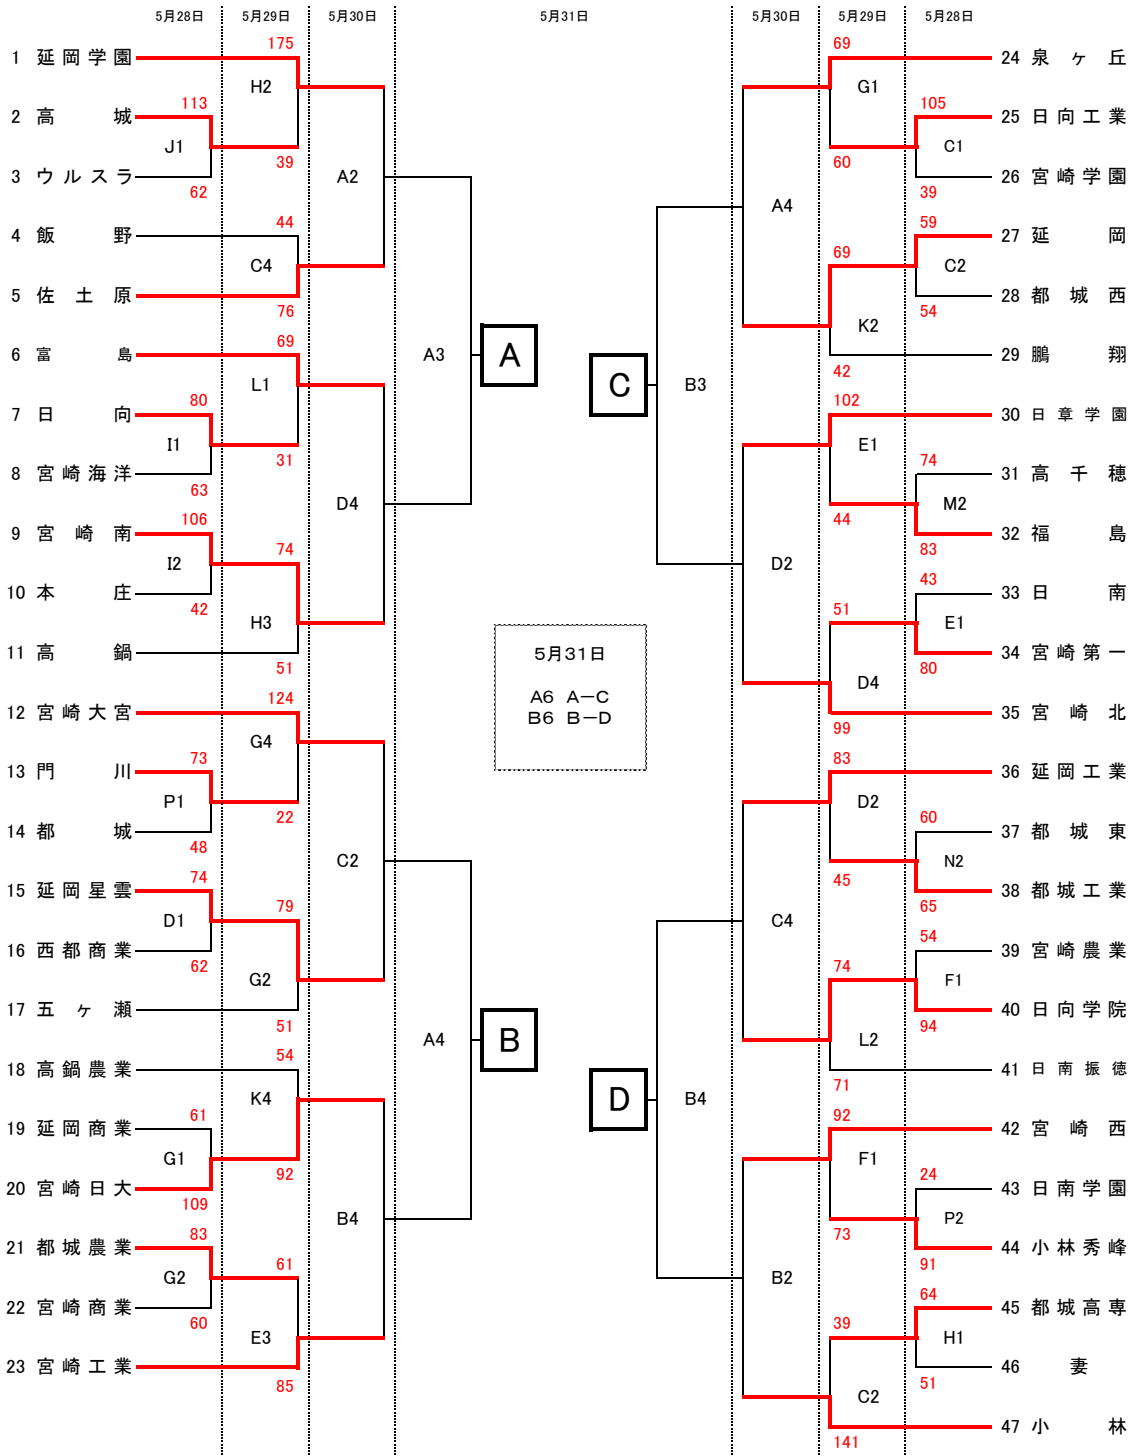 5月28日 5月29日 5月30日 5月31日 5月30日 5月29日 5月28日
175
1 延岡学園
H2
113
2 高城
J1
39
3 ウルスラ
62
A2
44
4 飯野
C4
5 佐土原
76
69
6 富島
A3
A
L1
80
7 日向
I1
31
8 宮崎海洋
63
D4
106
9 宮崎南
I2
74
10 本庄
42
H3
11 高鍋
51
124
12 宮崎大宮
G4
73
13 門川
P1
22
14 都城
48
C2
74
15 延岡星雲
D1
79
16 西都商業
62
G2
17 五ヶ瀬
51
A4
B
54
18 高鍋農業
K4
61
19 延岡商業
G1
92
20 宮崎日大
109
B4
83
21 都城農業
G2
61
22 宮崎商業
60
E3
23 宮崎工業
85
5月31日
A6 A－C
B6 B－D
69
24 泉ヶ丘
G1
105
25 日向工業
C1
60
26 宮崎学園
39
A4
59
27 延岡
69
C2
28 都城西
54
K2
29 鵬翔
42
C
B3
102
30 日章学園
E1
74
31 高千穂
M2
44
32 福島
83
D2
43
33 日南
51
E1
34 宮崎第一
80
D4
35 宮崎北
99
83
36 延岡工業
D2
60
37 都城東
N2
45
38 都城工業
65
C4
54
39 宮崎農業
74
F1
40 日向学院
94
L2
41 日南振徳
71
D
B4
92
42 宮崎西
F1
24
43 日南学園
P2
73
44 小林秀峰
91
B2
64
45 都城高専
39
H1
46 妻
51
C2
47 小林
141